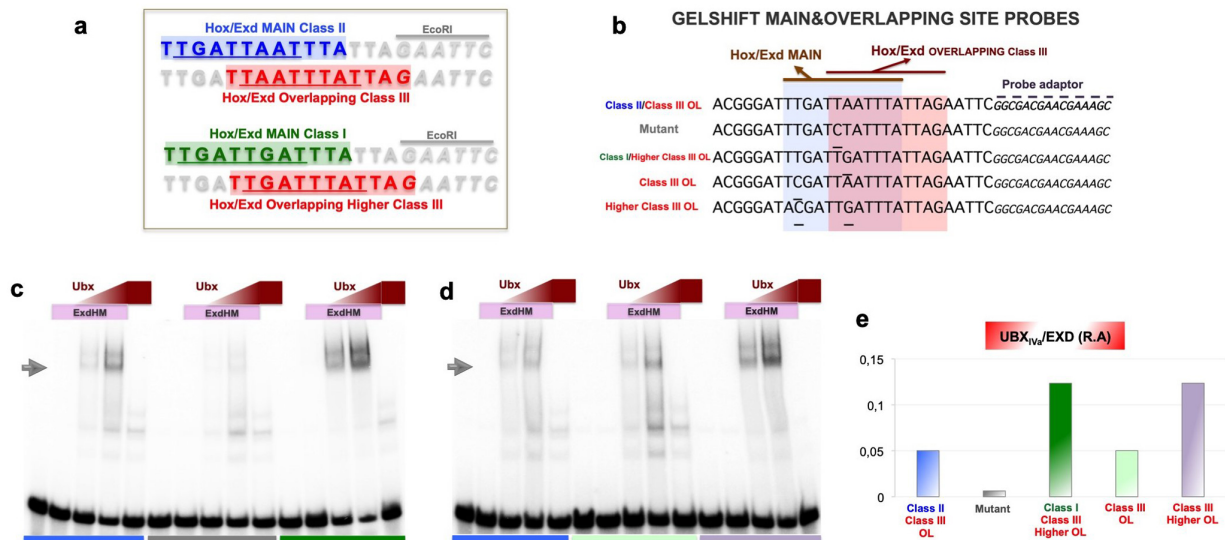 a
Hox/Exd MAIN Class II
EcoRI
TTGATTAATTTATTAGAATTC
TTGATTAATTTATTAGAATTC
Hox/Exd Overlapping Class III
Hox/Exd MAIN Class I
EcoRI
TTGATTGATTTATTAGAATTC
TTGATTGATTTATTAGAATTC
Hox/Exd Overlapping Higher Class III
b
GELSHIFT MAIN&OVERLAPPING SITE PROBES
Hox/Exd MAIN
Hox/Exd OVERLAPPING Class III
Probe adaptor
Class II/Class III OL ACGGGATTTGATTAATTTATTAGAATTCGGCGACGAACGAAAGC
Mutant ACGGGATTTGATCTATTTATTAGAATTCGGCGACGAACGAAAGC
Class I/Higher Class III OL ACGGGATTTGATTGATTTATTAGAATTCGGCGACGAACGAAAGC
Class III OL ACGGGATTCGATTAATTTATTAGAATTCGGCGACGAACGAAAGC
Higher Class III OL ACGGGATACGATTGATTTATTAGAATTCGGCGACGAACGAAAGC
c
Ubx Ubx Ubx
ExdHM ExdHM ExdHM
d
Ubx Ubx Ubx
ExdHM ExdHM ExdHM
e
UBXIVa/EXD (R.A)
0,15
0,1
0,05
0
Class II
Class III
OL
Mutant
Class I
Class III
Higher OL
Class III
OL
Class III
Higher OL